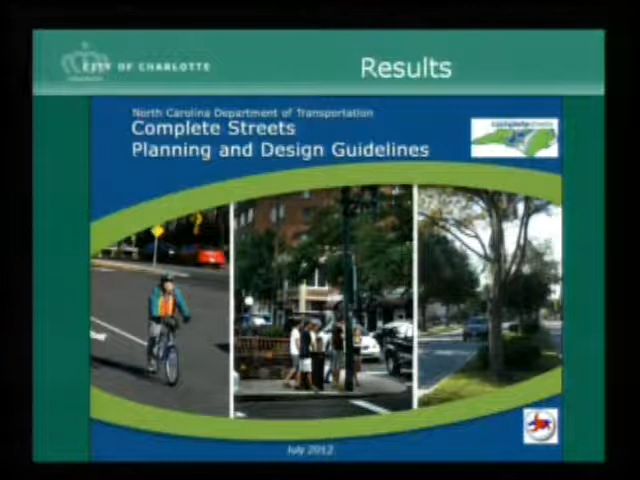 CITY OF CHARLOTTE
Results
North Carolina Department of Transportation
Complete Streets
Planning and Design Guidelines
July 2012